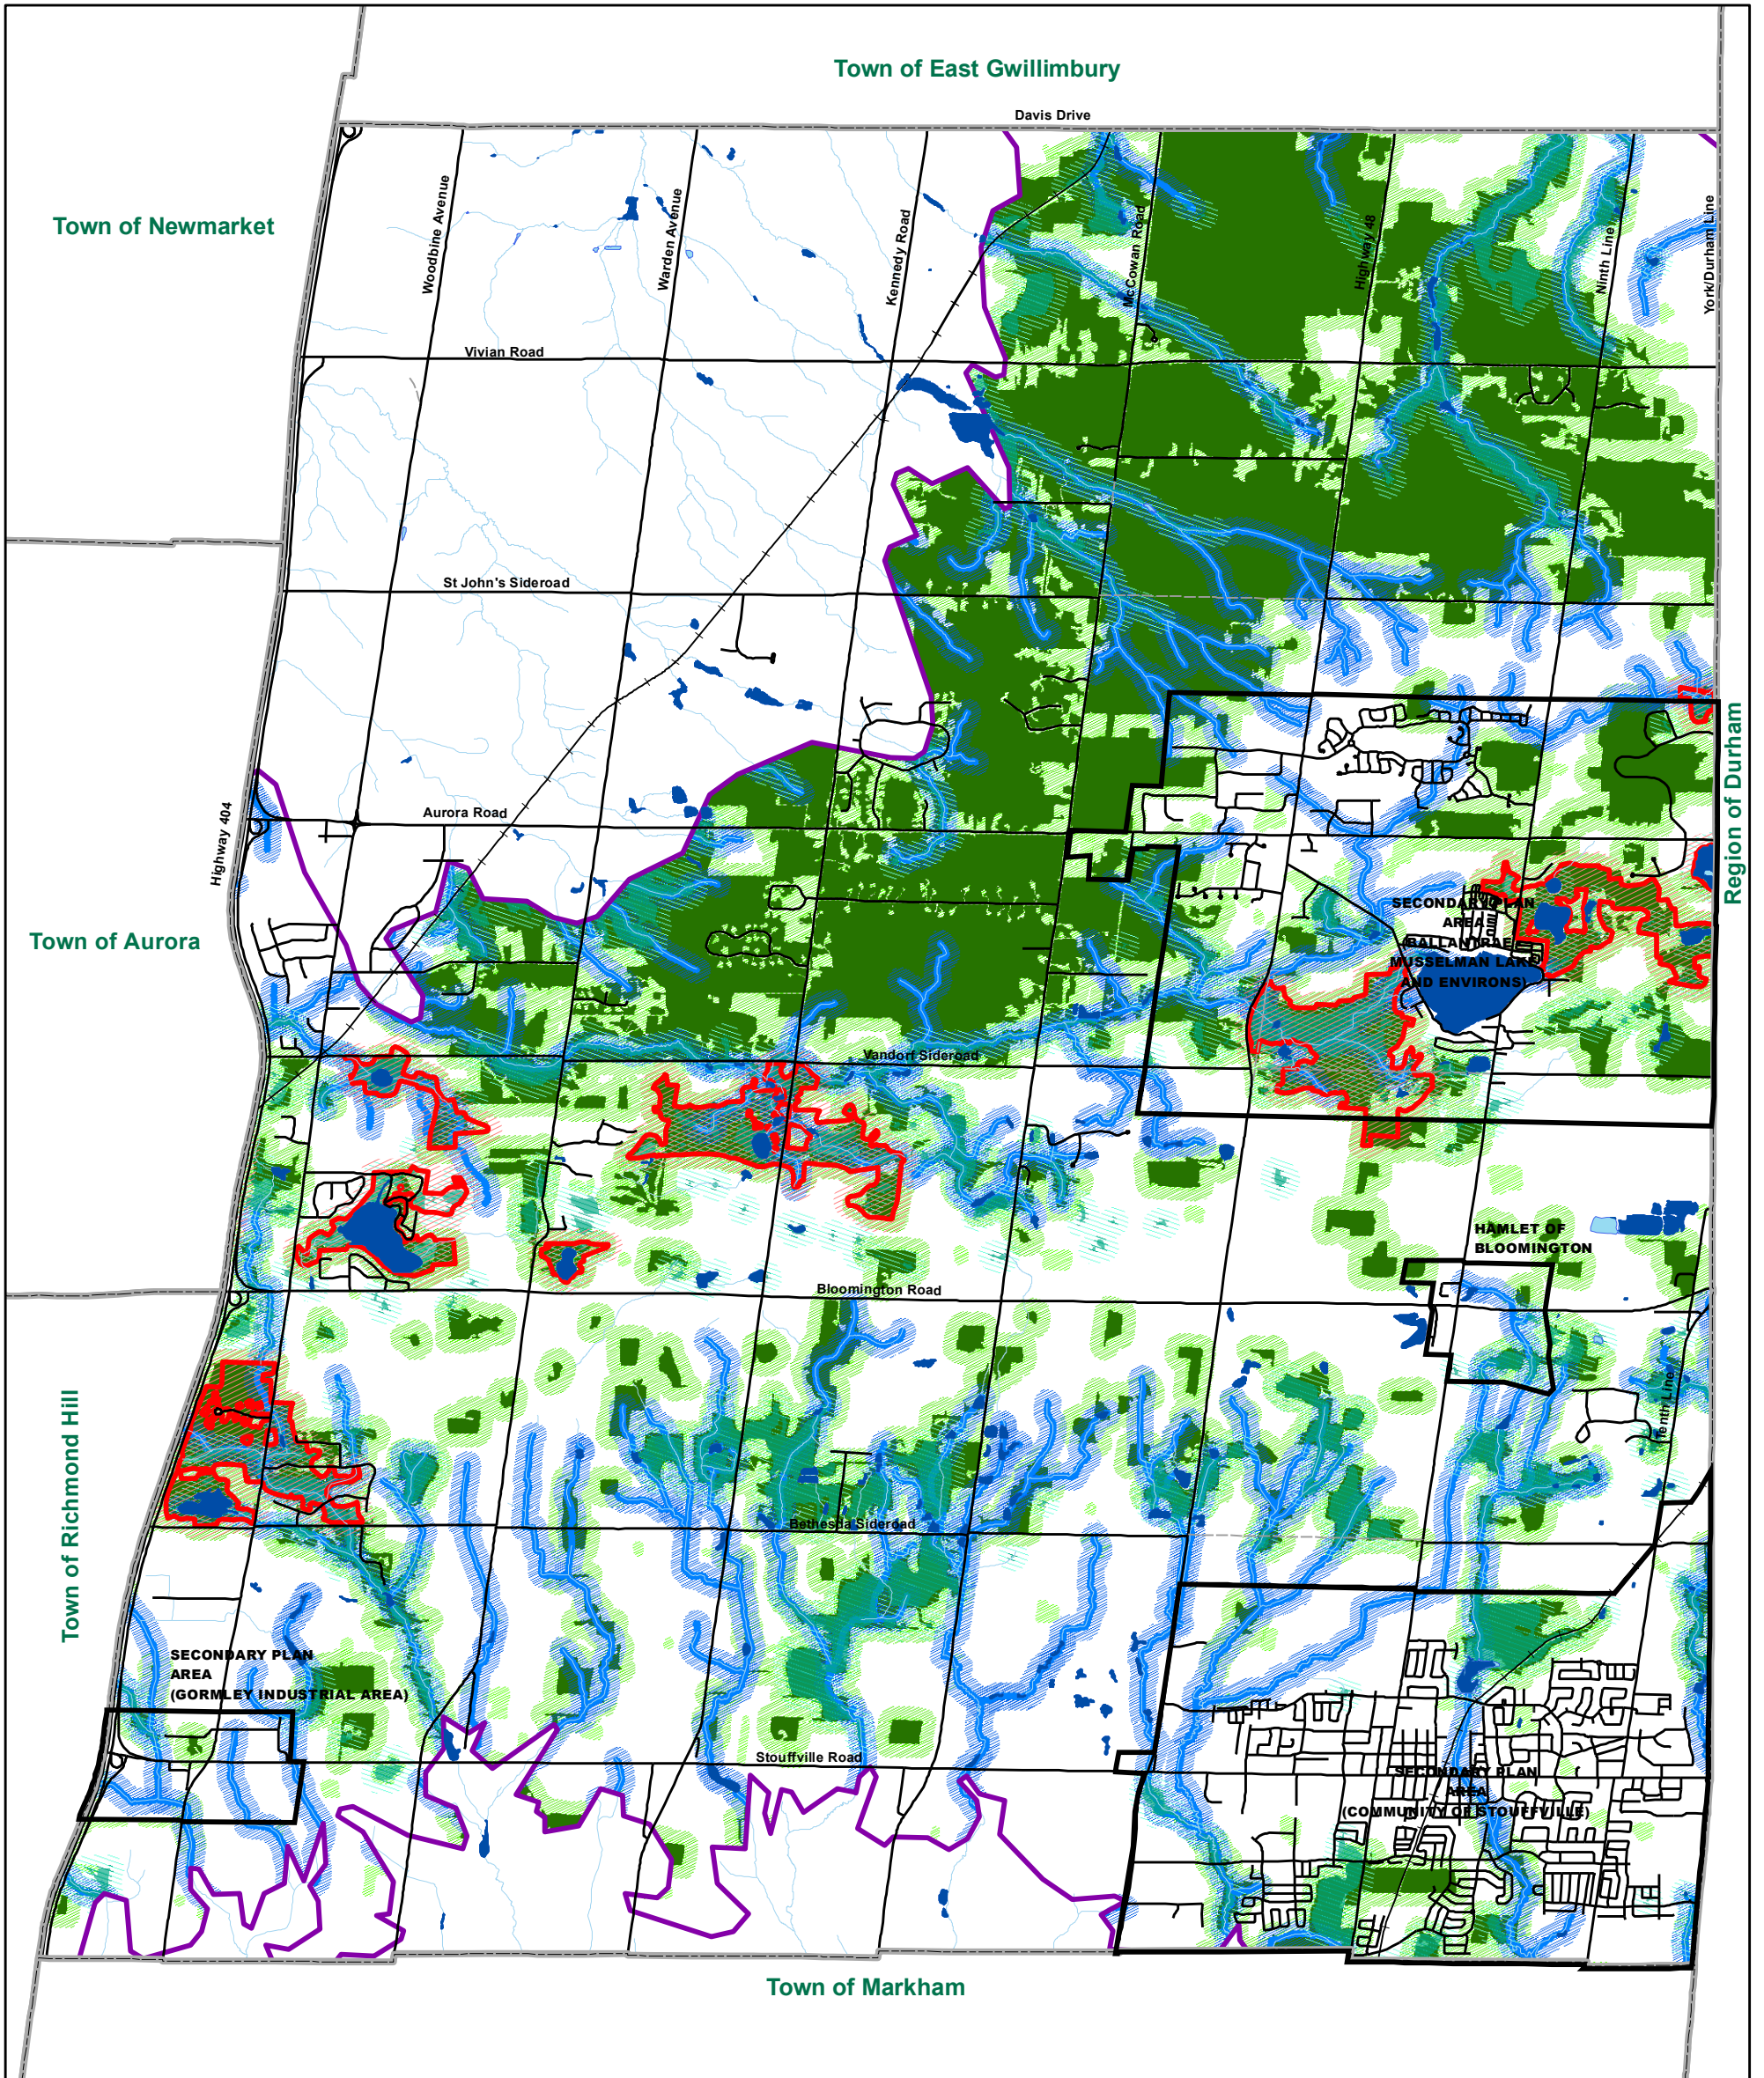 Town of East Gwillimbury
Davis Drive
Town of Newmarket
Woodbine Avenue
Warden Avenue
Kennedy Road
McCowan Road
Highway 48
Ninth Line
York/Durham Line
Vivian Road
St John's Sideroad
Region of Durham
Highway 404
Aurora Road
Town of Aurora
SECONDARY PLAN
AREA
(BALLANTRAE
MUSSELMAN LAKE
AND ENVIRONS)
Vandorf Sideroad
HAMLET OF
BLOOMINGTON
Bloomington Road
Tenth Line
Town of Richmond Hill
Bethesda Sideroad
SECONDARY PLAN
AREA
(GORMLEY INDUSTRIAL AREA)
Stouffville Road
SECONDARY PLAN
AREA
(COMMUNITY OF STOUFFVILLE)
Town of Markham